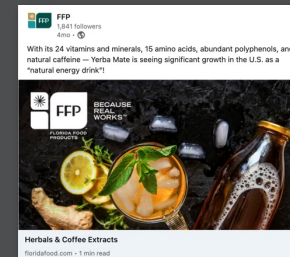 FFP
FFP
1,841 followers
4mo •
With its 24 vitamins and minerals, 15 amino acids, abundant polyphenols, and
natural caffeine — Yerba Mate is seeing significant growth in the U.S. as a
"natural energy drink"!
FFP
BECAUSE
REAL
WORKS™
FLORIDA FOOD
PRODUCTS
Herbals & Coffee Extracts
floridafood.com • 1 min read